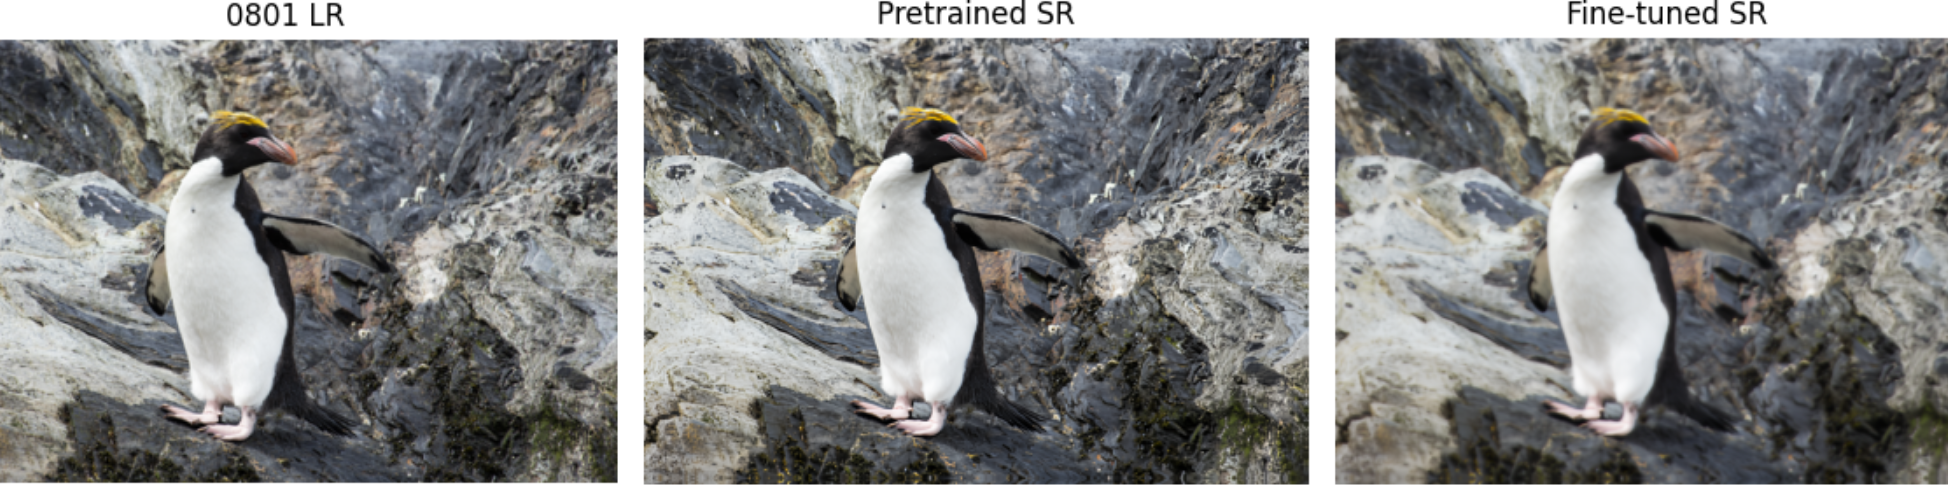 0801 LR
Pretrained SR
Fine-tuned SR